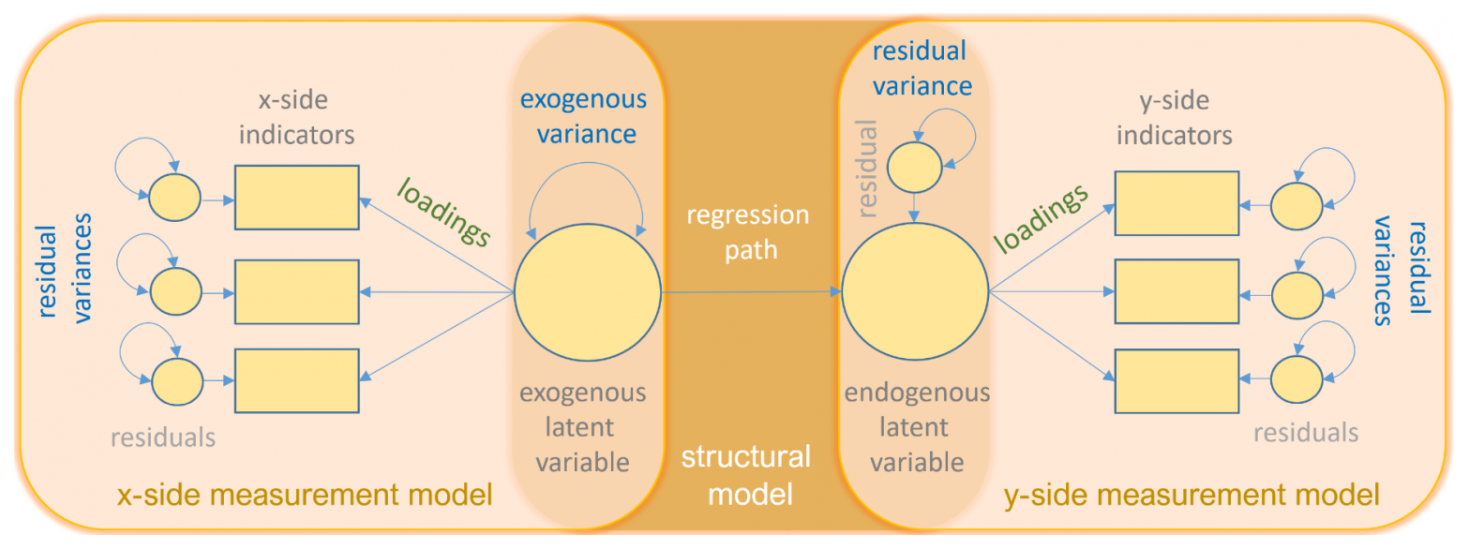 x-side
indicators
exogenous
variance
residual
variance
residual
y-side
indicators
residual
variances
loadings
regression
path
loadings
residual
variances
residuals
exogenous
latent
variable
structural
model
endogenous
latent
variable
residuals
x-side measurement model
y-side measurement model